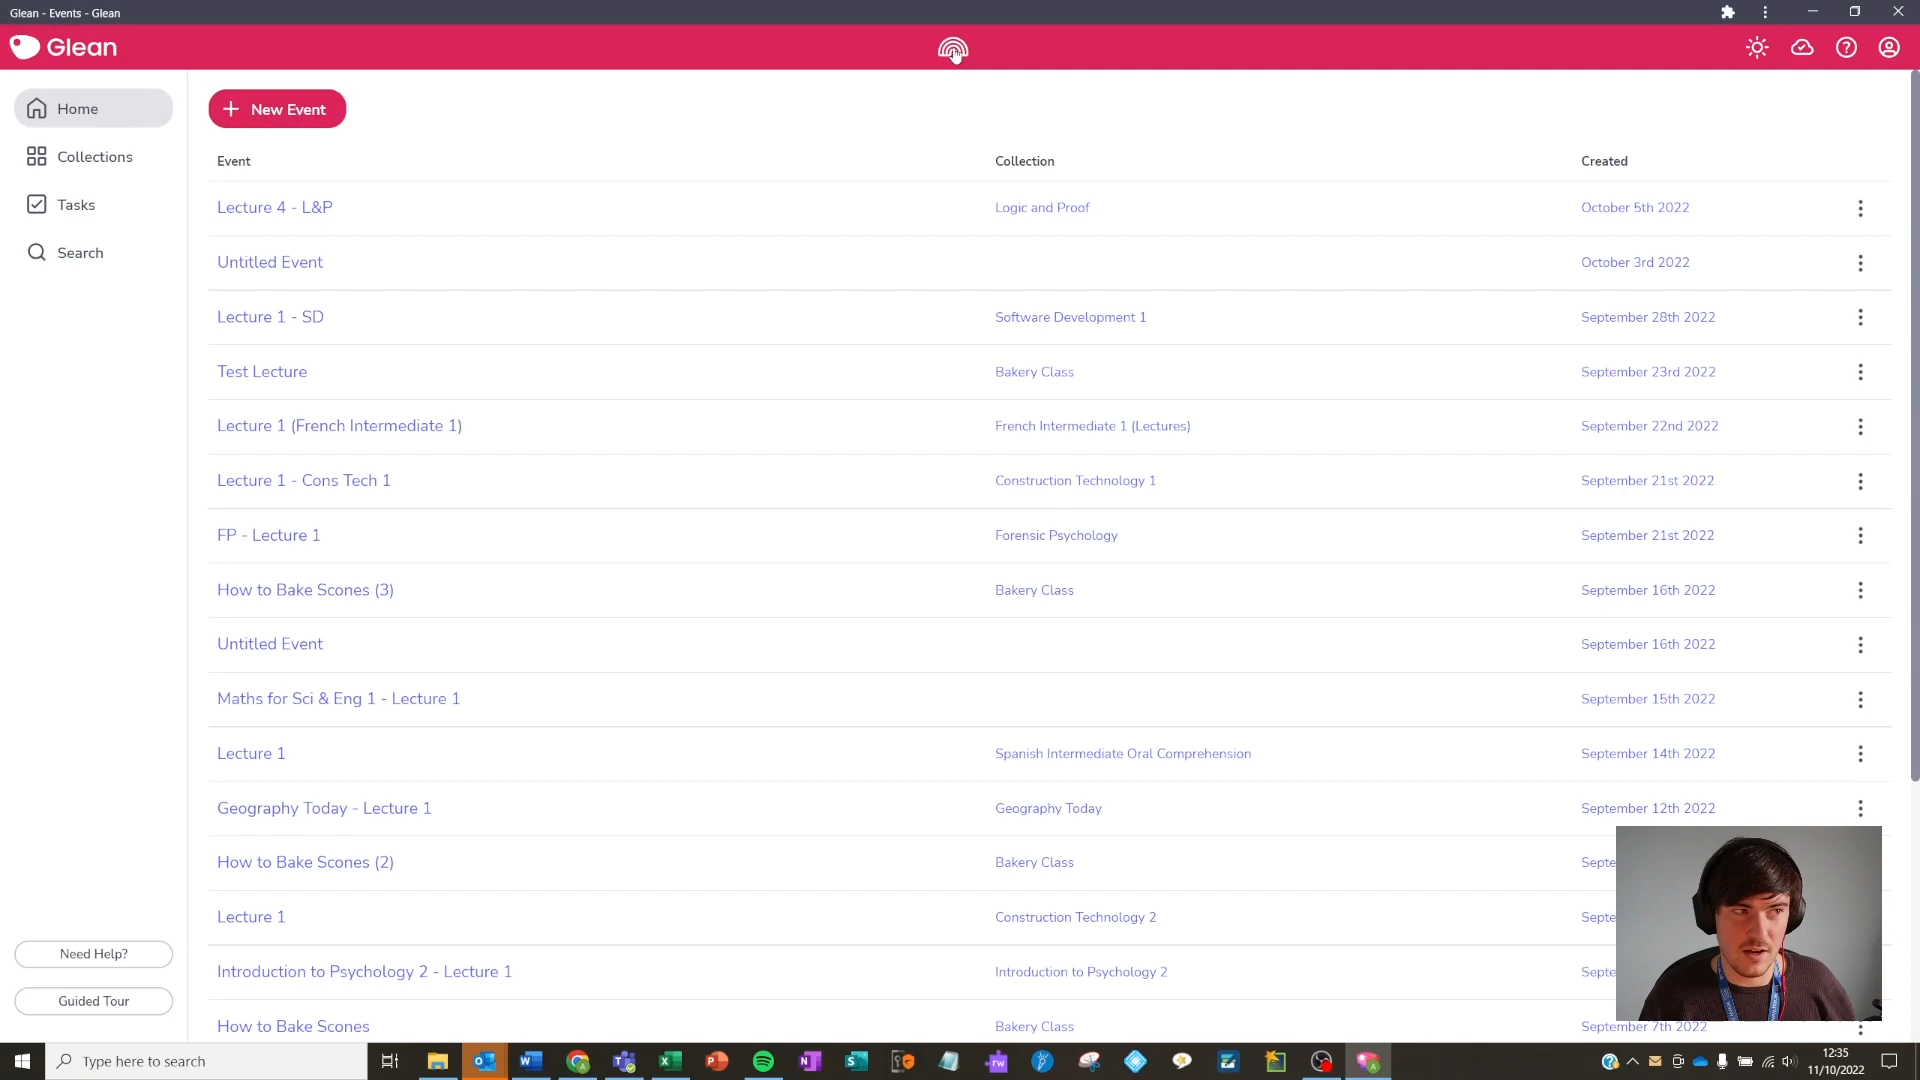 Glean - Events - Glean
Glean
Home
Collections
Tasks
Search
Need Help?
Guided Tour
New Event
Event Collection Created
Lecture 4 - L&P Logic and Proof October 5th 2022
Untitled Event October 3rd 2022
Lecture 1 - SD Software Development 1 September 28th 2022
Test Lecture Bakery Class September 23rd 2022
Lecture 1 (French Intermediate 1) French Intermediate 1 (Lectures) September 22nd 2022
Lecture 1 - Cons Tech 1 Construction Technology 1 September 21st 2022
FP - Lecture 1 Forensic Psychology September 21st 2022
How to Bake Scones (3) Bakery Class September 16th 2022
Untitled Event September 16th 2022
Maths for Sci & Eng 1 - Lecture 1 September 15th 2022
Lecture 1 Spanish Intermediate Oral Comprehension September 14th 2022
Geography Today - Lecture 1 Geography Today September 12th 2022
How to Bake Scones (2) Bakery Class Septe
Lecture 1 Construction Technology 2 Septe
Introduction to Psychology 2 - Lecture 1 Introduction to Psychology 2 Septe
How to Bake Scones Bakery Class September 7th 2022
Type here to search
12:35
11/10/2022